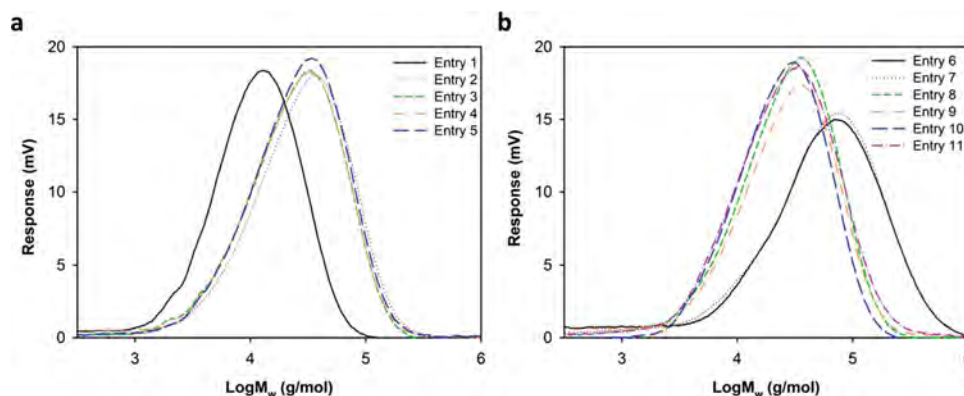 a
20
15
10
5
0
Response (mV)
3
4
5
6
LogMw (g/mol)
Entry 1
Entry 2
Entry 3
Entry 4
Entry 5
b
20
15
10
5
0
Response (mV)
3
4
5
6
LogMw (g/mol)
Entry 6
Entry 7
Entry 8
Entry 9
Entry 10
Entry 11